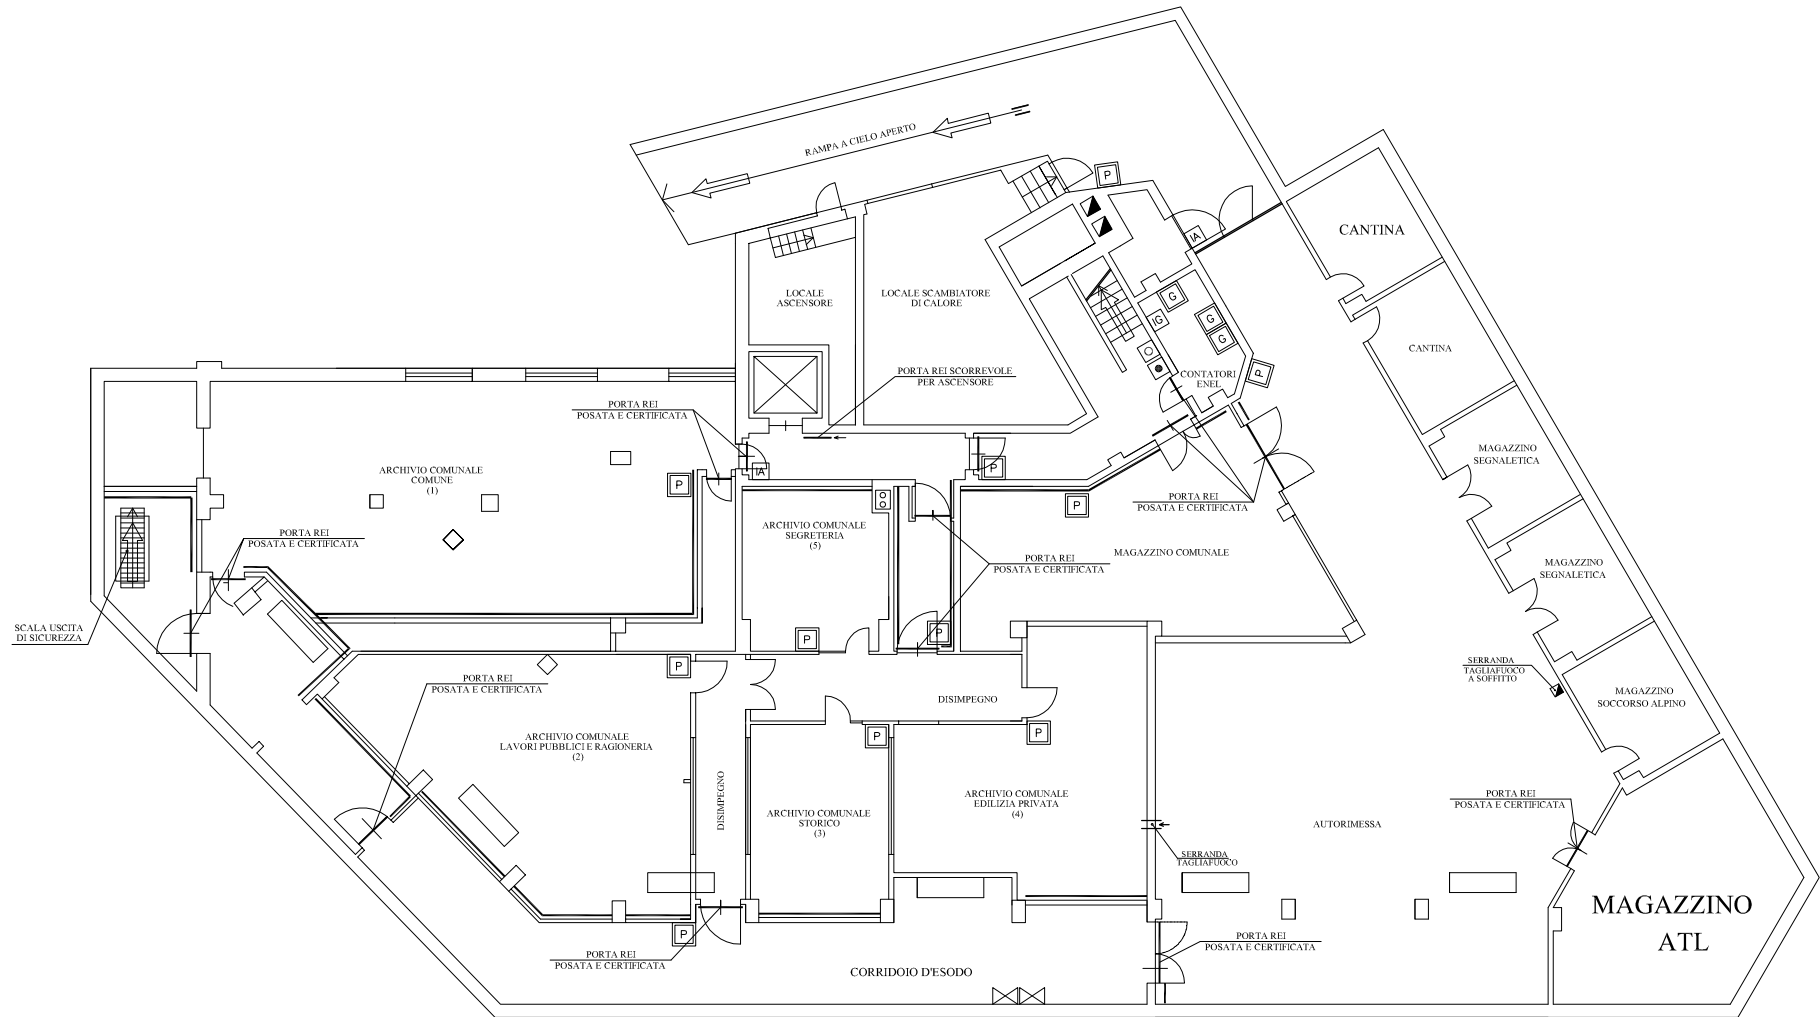 RAMPA A CIELO APERTO
P
CANTINA
IA
LOCALE
ASCENSORE
LOCALE SCAMBIATORE
DI CALORE
G
IG
G
G
CANTINA
PORTA REI SCORREVOLE
PER ASCENSORE
CONTATORI
ENEL
P
PORTA REI
POSATA E CERTIFICATA
ARCHIVIO COMUNALE
COMUNE
(1)
IA
P
P
MAGAZZINO
SEGNALETICA
PORTA REI
POSATA E CERTIFICATA
P
ARCHIVIO COMUNALE
SEGRETERIA
(5)
PORTA REI
POSATA E CERTIFICATA
MAGAZZINO COMUNALE
PORTA REI
POSATA E CERTIFICATA
MAGAZZINO
SEGNALETICA
SCALA USCITA
DI SICUREZZA
P
P
P
SERRANDA
TAGLIAFUOCO
A SOFFITTO
PORTA REI
POSATA E CERTIFICATA
DISIMPEGNO
MAGAZZINO
SOCCORSO ALPINO
ARCHIVIO COMUNALE
LAVORI PUBBLICI E RAGIONERIA
(2)
P
P
DISIMPEGNO
ARCHIVIO COMUNALE
STORICO
(3)
ARCHIVIO COMUNALE
EDILIZIA PRIVATA
(4)
PORTA REI
POSATA E CERTIFICATA
AUTORIMESSA
SERRANDA
TAGLIAFUOCO
MAGAZZINO
ATL
P
PORTA REI
POSATA E CERTIFICATA
PORTA REI
POSATA E CERTIFICATA
CORRIDOIO D'ESODO